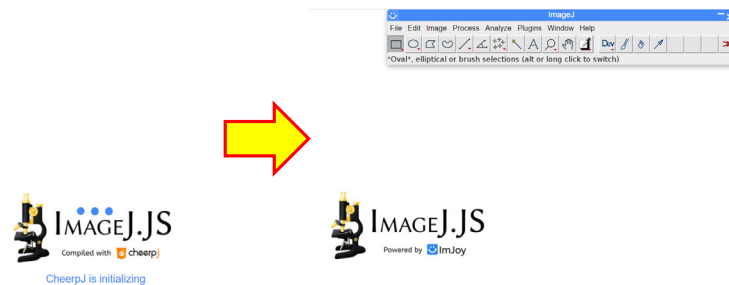 ImageJ
File Edit Image Process Analyze Plugins Window Help
A Dev
*Oval*, elliptical or brush selections (alt or long click to switch)
IMAGEJ.JS
Compiled with cheerpj
CheerpJ is initializing
IMAGEJ.JS
Powered by ImJoy